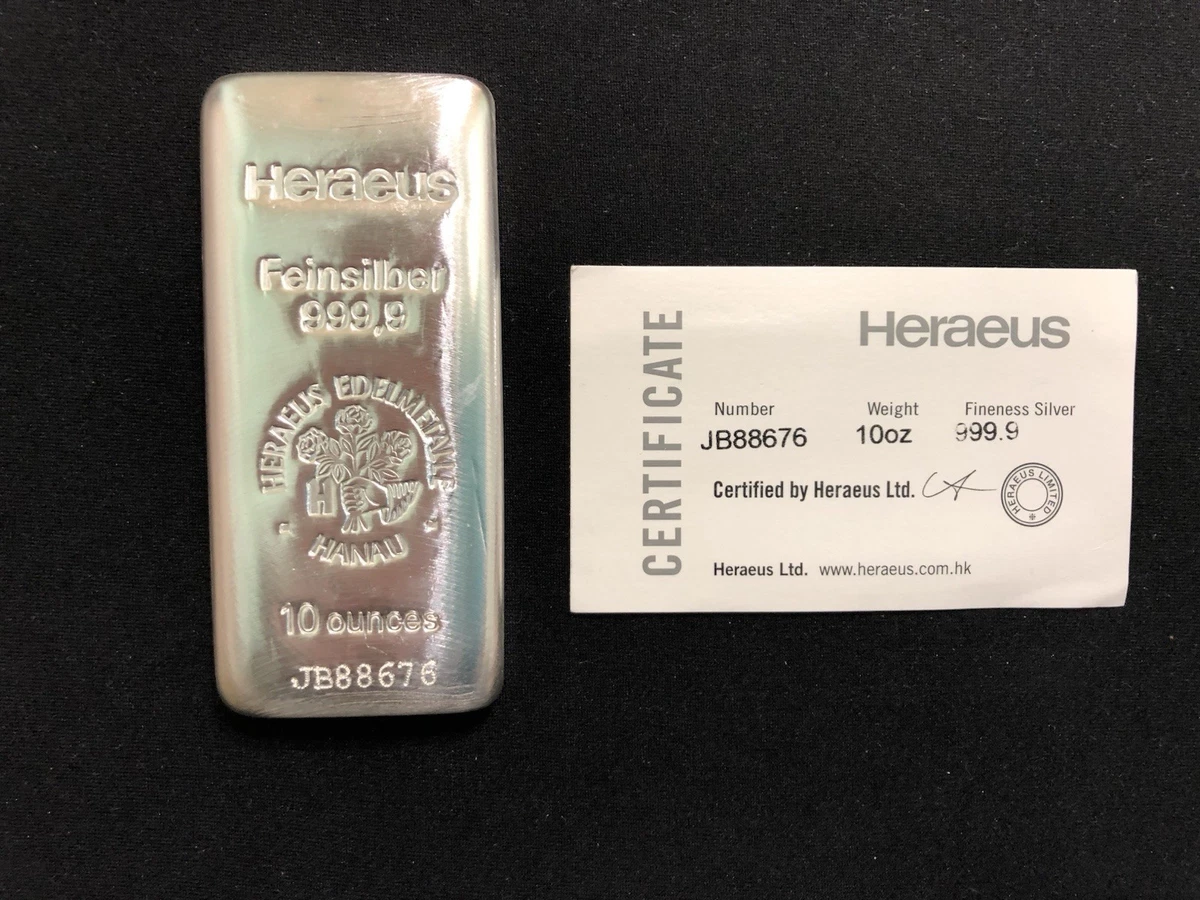 Heraeus
Feinsilber
999,9
HERAEUS EDELMETALLE
H
HANAU
10 ounces
JB88676
CERTIFICATE
Heraeus
Number Weight Fineness Silver
JB88676 10oz 999.9
Certified by Heraeus Ltd.
HERAEUS LIMITED
Heraeus Ltd. www.heraeus.com.hk